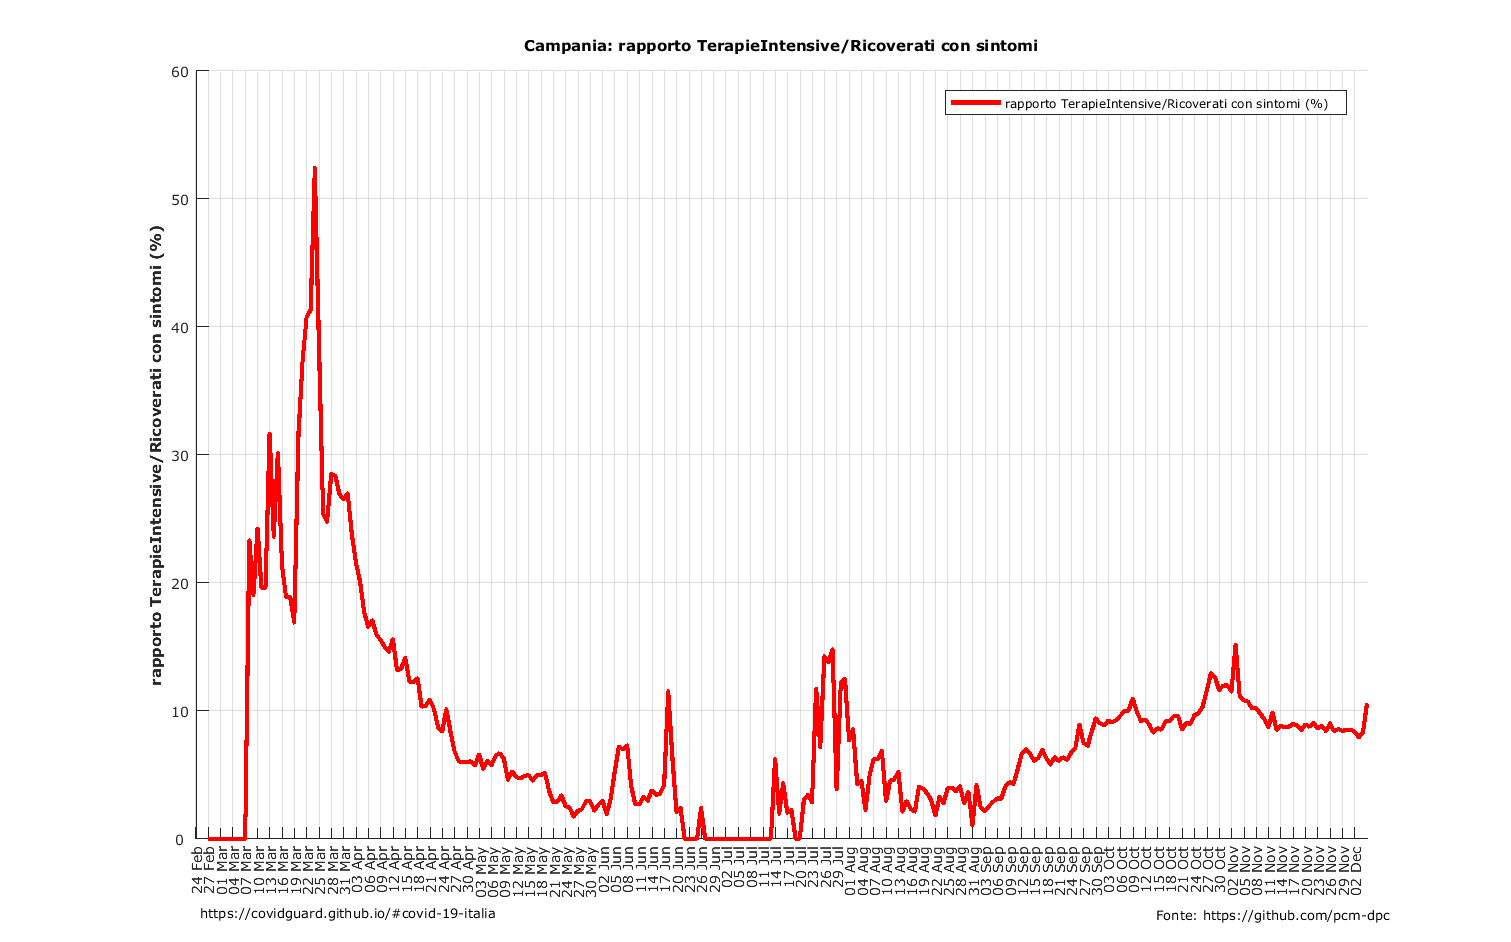 Campania: rapporto TerapieIntensive/Ricoverati con sintomi
rapporto TerapieIntensive/Ricoverati con sintomi (%)
rapporto TerapieIntensive/Ricoverati con sintomi (%)
60
50
40
30
20
10
0
24 Feb
27 Feb
01 Mar
04 Mar
07 Mar
10 Mar
13 Mar
16 Mar
19 Mar
22 Mar
25 Mar
28 Mar
31 Mar
03 Apr
06 Apr
09 Apr
12 Apr
15 Apr
18 Apr
21 Apr
24 Apr
27 Apr
30 Apr
03 May
06 May
09 May
12 May
15 May
18 May
21 May
24 May
27 May
30 May
02 Jun
05 Jun
08 Jun
11 Jun
14 Jun
17 Jun
20 Jun
23 Jun
26 Jun
29 Jun
02 Jul
05 Jul
08 Jul
11 Jul
14 Jul
17 Jul
20 Jul
23 Jul
26 Jul
29 Jul
01 Aug
04 Aug
07 Aug
10 Aug
13 Aug
16 Aug
19 Aug
22 Aug
25 Aug
28 Aug
31 Aug
03 Sep
06 Sep
09 Sep
12 Sep
15 Sep
18 Sep
21 Sep
24 Sep
27 Sep
30 Sep
03 Oct
06 Oct
09 Oct
12 Oct
15 Oct
18 Oct
21 Oct
24 Oct
27 Oct
30 Oct
02 Nov
05 Nov
08 Nov
11 Nov
14 Nov
17 Nov
20 Nov
23 Nov
26 Nov
29 Nov
02 Dec
https://covidguard.github.io/#covid-19-italia
Fonte: https://github.com/pcm-dpc